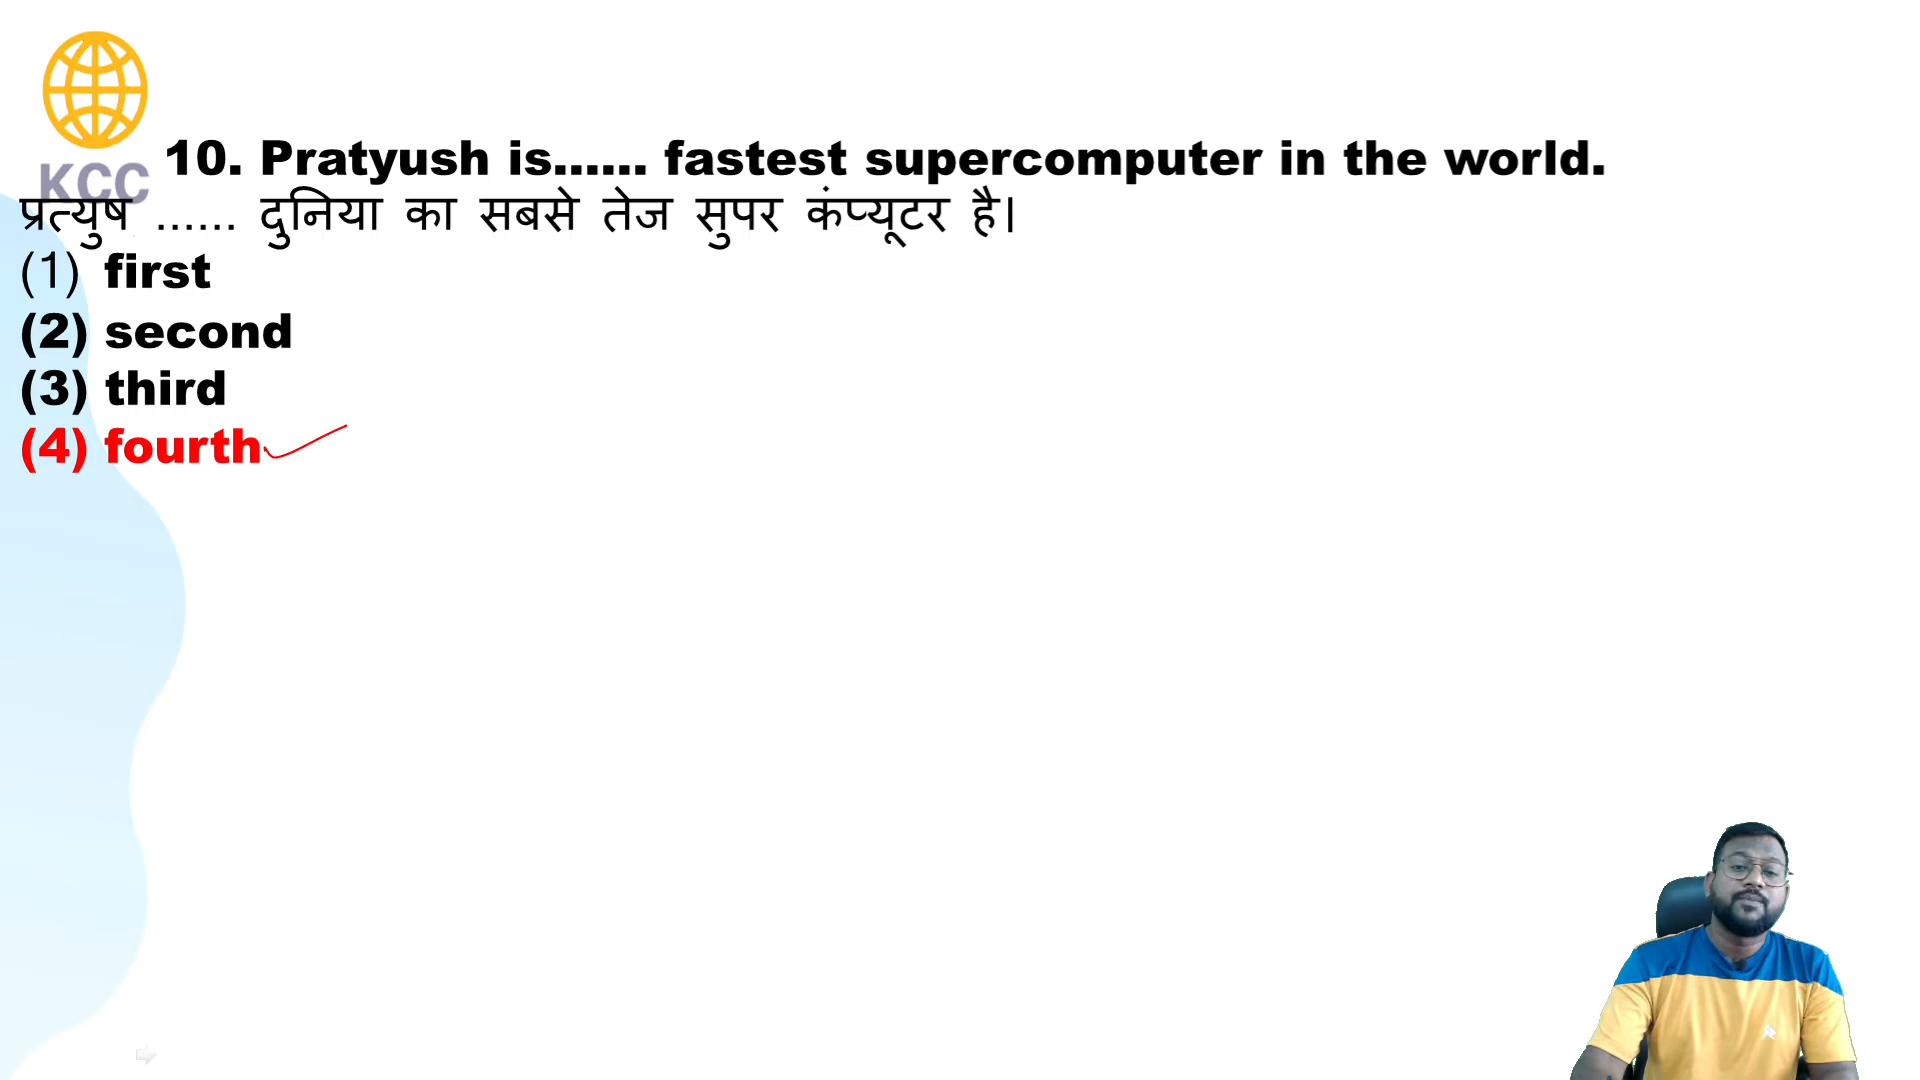 KCC
10. Pratyush is...... fastest supercomputer in the world.
प्रत्युष ...... दुनिया का सबसे तेज सुपर कंप्यूटर है।
(1) first
(2) second
(3) third
(4) fourth